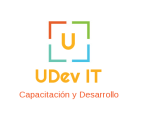 U
UDev IT
Capacitación y Desarrollo